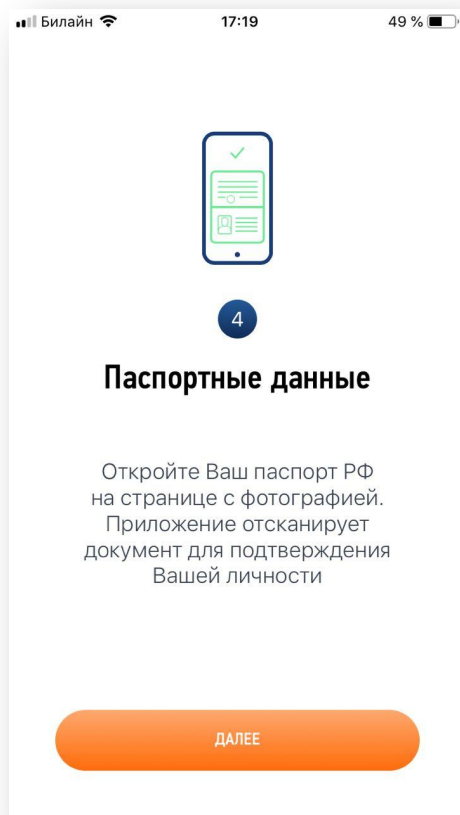 Билайн 17:19 49 %
4
Паспортные данные
Откройте Ваш паспорт РФ
на странице с фотографией.
Приложение отсканирует
документ для подтверждения
Вашей личности
ДАЛЕЕ